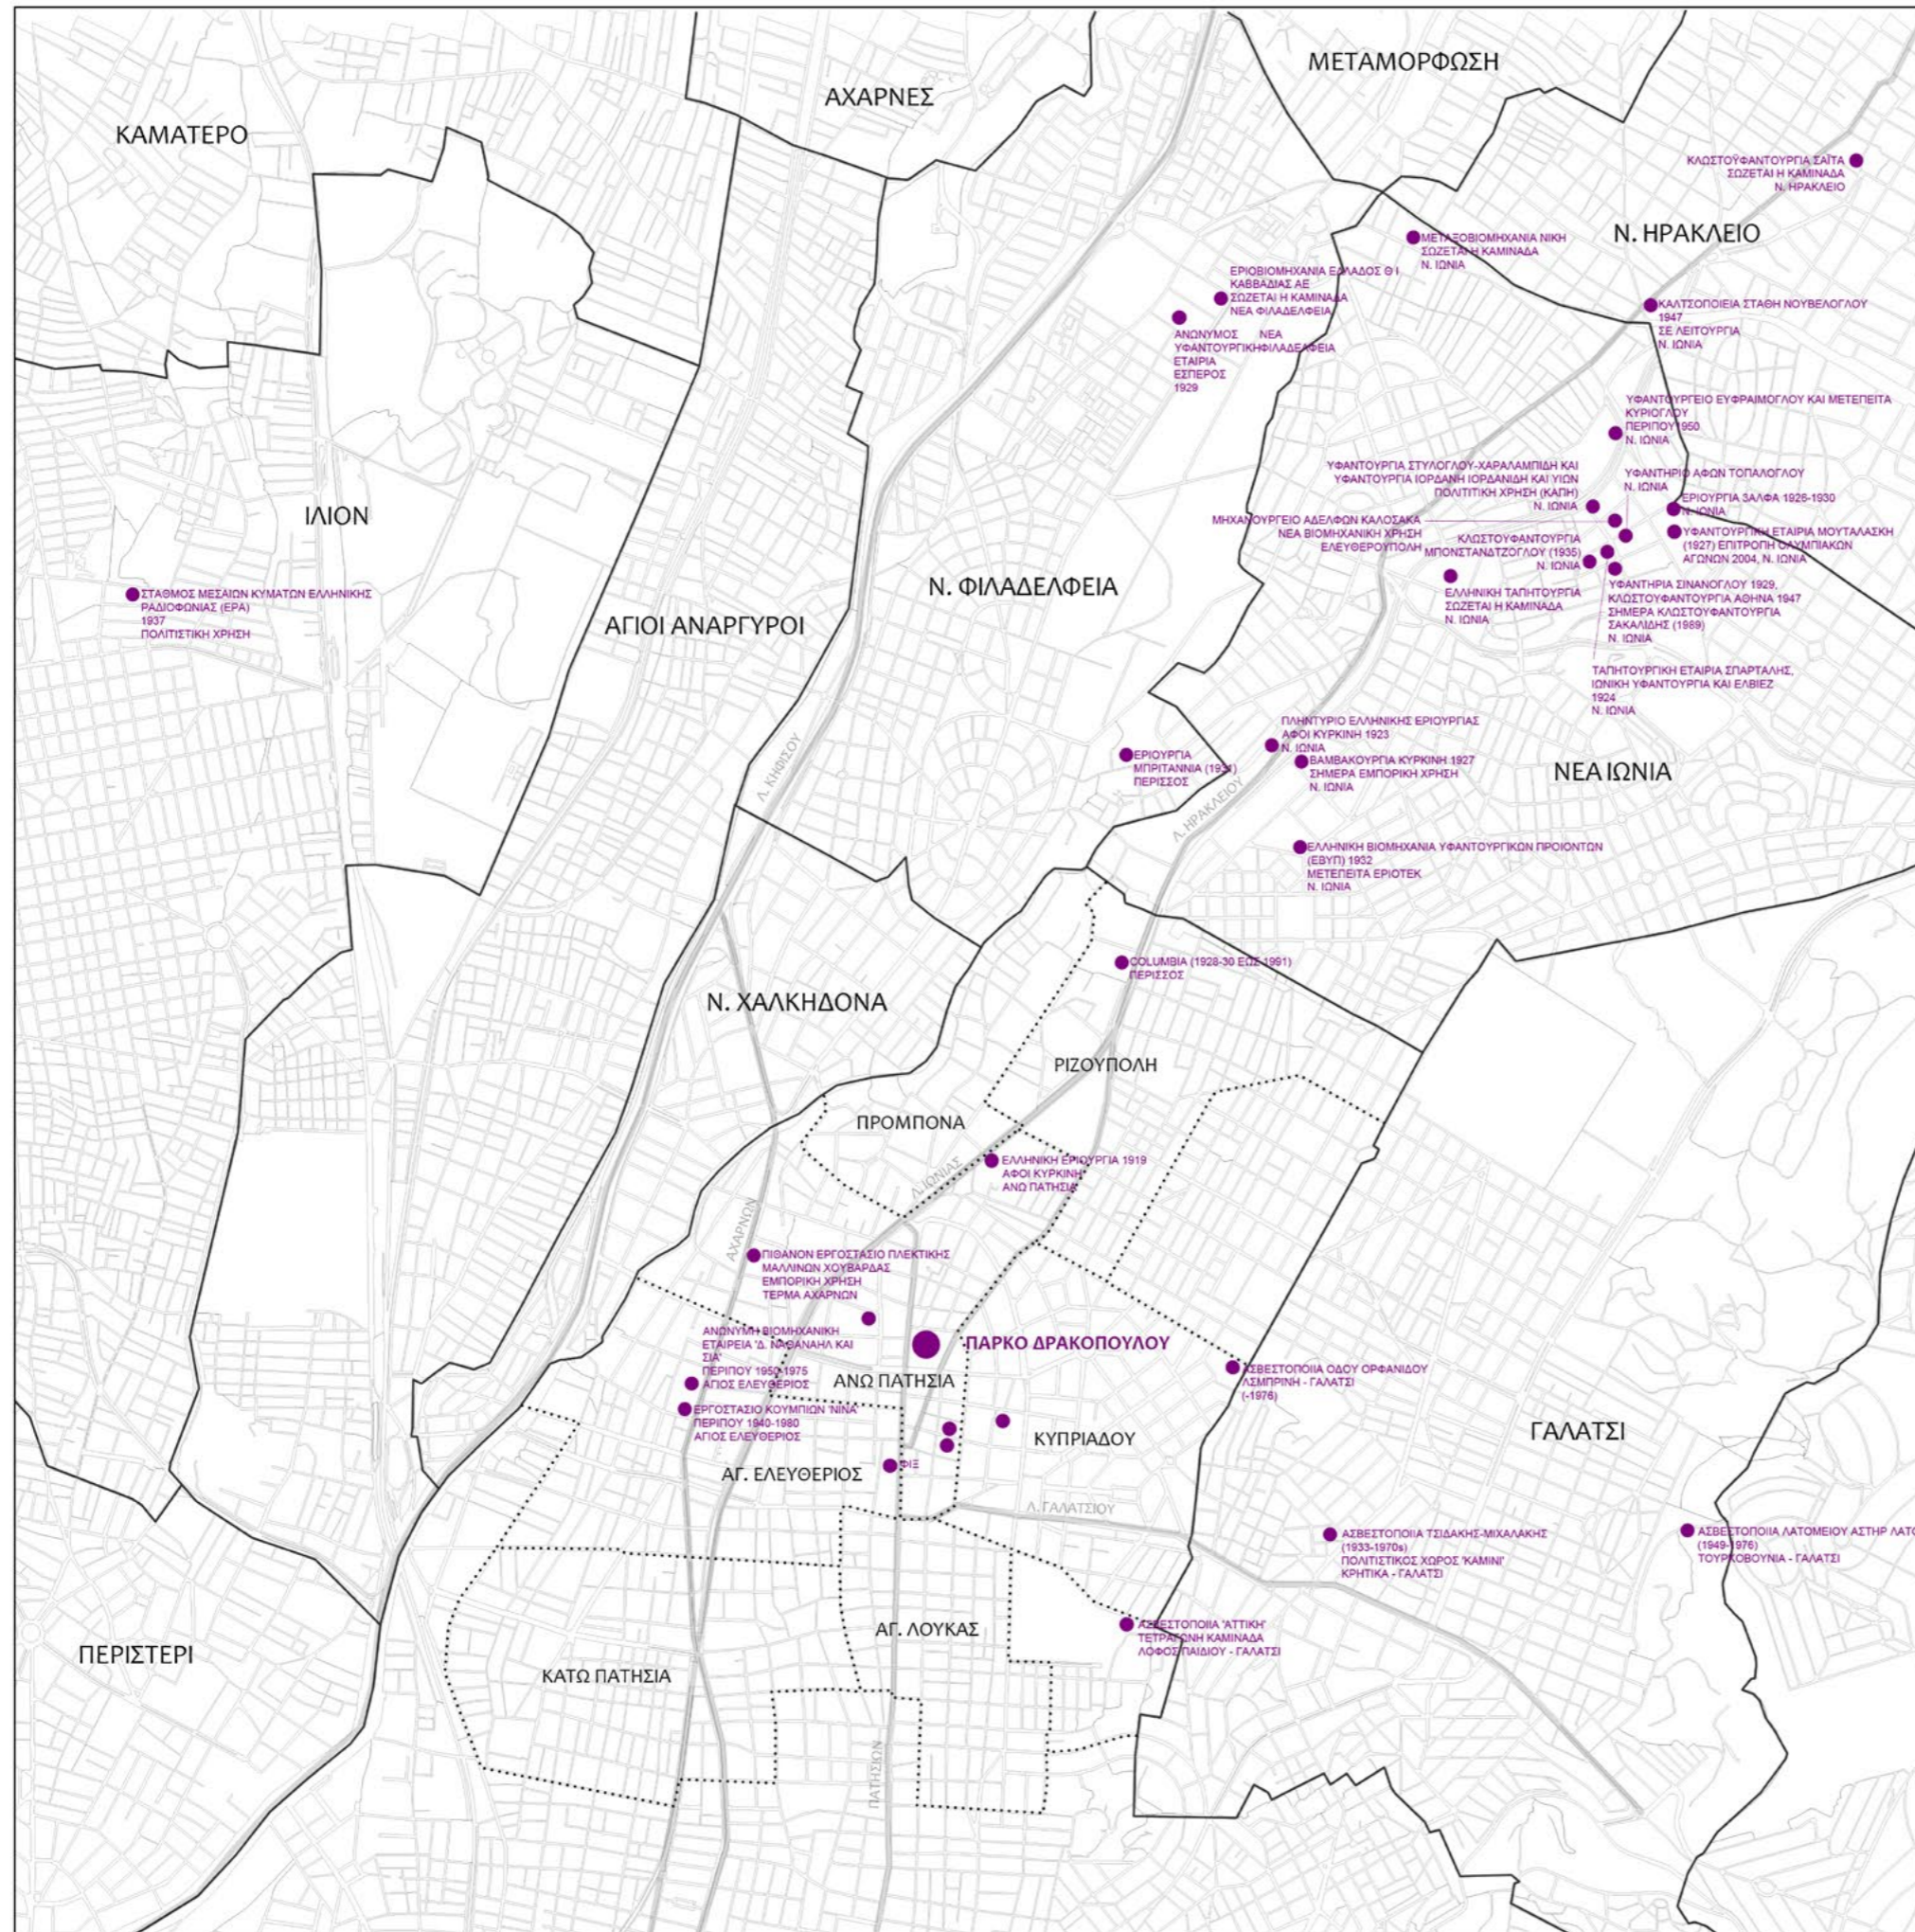 ΜΕΤΑΜΟΡΦΩΣΗ
ΑΧΑΡΝΕΣ
ΚΑΜΑΤΕΡΟ
ΚΛΩΣΤΟΫΦΑΝΤΟΥΡΓΙΑ ΣΑΪΤΑ
ΣΩΖΕΤΑΙ Η ΚΑΜΙΝΑΔΑ
Ν. ΗΡΑΚΛΕΙΟ
Ν. ΗΡΑΚΛΕΙΟ
ΜΕΤΑΞΟΒΙΟΜΗΧΑΝΙΑ ΝΙΚΗ
ΣΩΖΕΤΑΙ Η ΚΑΜΙΝΑΔΑ
Ν. ΙΩΝΙΑ
ΕΡΙΟΒΙΟΜΗΧΑΝΙΑ ΕΛΛΑΔΟΣ Θ Ι
ΚΑΒΒΑΔΙΑΣ ΑΕ
ΣΩΖΕΤΑΙ Η ΚΑΜΙΝΑΔΑ
ΝΕΑ ΦΙΛΑΔΕΛΦΕΙΑ
ΚΑΛΤΣΟΠΟΙΕΙΑ ΣΤΑΘΗ ΝΟΥΒΕΛΟΓΛΟΥ
1947
ΣΕ ΛΕΙΤΟΥΡΓΙΑ
Ν. ΙΩΝΙΑ
ΑΝΩΝΥΜΟΣ ΝΕΑ
ΥΦΑΝΤΟΥΡΓΙΚΗΦΙΛΑΔΕΛΦΕΙΑ
ΕΤΑΙΡΙΑ
ΕΣΠΕΡΟΣ
1929
ΥΦΑΝΤΟΥΡΓΕΙΟ ΕΥΦΡΑΙΜΟΓΛΟΥ ΚΑΙ ΜΕΤΕΠΕΙΤΑ
ΚΥΡΙΟΓΛΟΥ
ΠΕΡΙΠΟΥ 1950
Ν. ΙΩΝΙΑ
ΥΦΑΝΤΟΥΡΓΙΑ ΣΤΥΛΟΓΛΟΥ-ΧΑΡΑΛΑΜΠΙΔΗ ΚΑΙ
ΥΦΑΝΤΟΥΡΓΙΑ ΙΟΡΔΑΝΗ ΙΟΡΔΑΝΙΔΗ ΚΑΙ ΥΙΩΝ
ΠΟΛΙΤΙΤΙΚΗ ΧΡΗΣΗ (ΚΑΠΗ)
Ν. ΙΩΝΙΑ
ΥΦΑΝΤΗΡΙΟ ΑΦΩΝ ΤΟΠΑΛΟΓΛΟΥ
Ν. ΙΩΝΙΑ
ΕΡΙΟΥΡΓΙΑ 3ΑΛΦΑ 1926-1930
Ν. ΙΩΝΙΑ
ΙΛΙΟΝ
ΜΗΧΑΝΟΥΡΓΕΙΟ ΑΔΕΛΦΩΝ ΚΑΛΟΣΑΚΑ
ΝΕΑ ΒΙΟΜΗΧΑΝΙΚΗ ΧΡΗΣΗ
ΕΛΕΥΘΕΡΟΥΠΟΛΗ
ΥΦΑΝΤΟΥΡΓΙΚΗ ΕΤΑΙΡΙΑ ΜΟΥΤΑΛΑΣΚΗ
(1927) ΕΠΙΤΡΟΠΗ ΟΛΥΜΠΙΑΚΩΝ
ΑΓΩΝΩΝ 2004, Ν. ΙΩΝΙΑ
ΚΛΩΣΤΟΥΦΑΝΤΟΥΡΓΙΑ
ΜΠΟΝΣΤΑΝΔΤΖΟΓΛΟΥ (1935)
Ν. ΙΩΝΙΑ
ΕΛΛΗΝΙΚΗ ΤΑΠΗΤΟΥΡΓΙΑ
ΣΩΖΕΤΑΙ Η ΚΑΜΙΝΑΔΑ
Ν. ΙΩΝΙΑ
ΥΦΑΝΤΗΡΙΑ ΣΙΝΑΝΟΓΛΟΥ 1929,
ΚΛΩΣΤΟΥΦΑΝΤΟΥΡΓΙΑ ΑΘΗΝΑ 1947
ΣΗΜΕΡΑ ΚΛΩΣΤΟΥΦΑΝΤΟΥΡΓΙΑ
ΣΑΚΑΛΙΔΗΣ (1989)
Ν. ΙΩΝΙΑ
Ν. ΦΙΛΑΔΕΛΦΕΙΑ
ΣΤΑΘΜΟΣ ΜΕΣΑΙΩΝ ΚΥΜΑΤΩΝ ΕΛΛΗΝΙΚΗΣ
ΡΑΔΙΟΦΩΝΙΑΣ (ΕΡΑ)
1937
ΠΟΛΙΤΙΣΤΙΚΗ ΧΡΗΣΗ
ΑΓΙΟΙ ΑΝΑΡΓΥΡΟΙ
ΤΑΠΗΤΟΥΡΓΙΚΗ ΕΤΑΙΡΙΑ ΣΠΑΡΤΑΛΗΣ,
ΙΩΝΙΚΗ ΥΦΑΝΤΟΥΡΓΙΑ ΚΑΙ ΕΛΒΙΕΖ
1924
Ν. ΙΩΝΙΑ
ΠΛΗΝΤΥΡΙΟ ΕΛΛΗΝΙΚΗΣ ΕΡΙΟΥΡΓΙΑΣ
ΑΦΟΙ ΚΥΡΚΙΝΗ 1923
Ν. ΙΩΝΙΑ
Λ. ΚΗΦΙΣΟΥ
ΕΡΙΟΥΡΓΙΑ
ΜΠΡΙΤΑΝΝΙΑ (1931)
ΠΕΡΙΣΣΟΣ
ΒΑΜΒΑΚΟΥΡΓΙΑ ΚΥΡΚΙΝΗ 1927
ΣΗΜΕΡΑ ΕΜΠΟΡΙΚΗ ΧΡΗΣΗ
Ν. ΙΩΝΙΑ
ΝΕΑ ΙΩΝΙΑ
Λ. ΗΡΑΚΛΕΙΟΥ
ΕΛΛΗΝΙΚΗ ΒΙΟΜΗΧΑΝΙΑ ΥΦΑΝΤΟΥΡΓΙΚΩΝ ΠΡΟΙΟΝΤΩΝ
(ΕΒΥΠ) 1932
ΜΕΤΕΠΕΙΤΑ ΕΡΙΟΤΕΚ
Ν. ΙΩΝΙΑ
COLUMBIA (1928-30 ΕΩΣ 1991)
ΠΕΡΙΣΣΟΣ
Ν. ΧΑΛΚΗΔΟΝΑ
ΡΙΖΟΥΠΟΛΗ
ΠΡΟΜΠΟΝΑ
ΕΛΛΗΝΙΚΗ ΕΡΙΟΥΡΓΙΑ 1919
ΑΦΟΙ ΚΥΡΚΙΝΗ
ΑΝΩ ΠΑΤΗΣΙΑ
Λ. ΙΩΝΙΑΣ
ΑΧΑΡΝΩΝ
ΠΙΘΑΝΟΝ ΕΡΓΟΣΤΑΣΙΟ ΠΛΕΚΤΙΚΗΣ
ΜΑΛΛΙΝΩΝ ΧΟΥΒΑΡΔΑΣ
ΕΜΠΟΡΙΚΗ ΧΡΗΣΗ
ΤΕΡΜΑ ΑΧΑΡΝΩΝ
ΑΝΩΝΥΜΗ ΒΙΟΜΗΧΑΝΙΚΗ
ΕΤΑΙΡΕΙΑ 'Δ. ΝΑΘΑΝΑΗΛ ΚΑΙ
ΣΙΑ'
ΠΕΡΙΠΟΥ 1950-1975
ΑΓΙΟΣ ΕΛΕΥΘΕΡΙΟΣ
ΠΑΡΚΟ ΔΡΑΚΟΠΟΥΛΟΥ
ΑΣΒΕΣΤΟΠΟΙΙΑ ΟΔΟΥ ΟΡΦΑΝΙΔΟΥ
ΛΣΜΠΡΙΝΗ - ΓΑΛΑΤΣΙ
(-1976)
ΑΝΩ ΠΑΤΗΣΙΑ
ΕΡΓΟΣΤΑΣΙΟ ΚΟΥΜΠΙΩΝ 'ΝΙΝΑ'
ΠΕΡΙΠΟΥ 1940-1980
ΑΓΙΟΣ ΕΛΕΥΘΕΡΙΟΣ
ΚΥΠΡΙΑΔΟΥ
ΓΑΛΑΤΣΙ
ΑΓ. ΕΛΕΥΘΕΡΙΟΣ
ΦΙΞ
Λ. ΓΑΛΑΤΣΙΟΥ
ΑΣΒΕΣΤΟΠΟΙΙΑ ΤΣΙΔΑΚΗΣ-ΜΙΧΑΛΑΚΗΣ
(1933-1970s)
ΠΟΛΙΤΙΣΤΙΚΟΣ ΧΩΡΟΣ 'ΚΑΜΙΝΙ'
ΚΡΗΤΙΚΑ - ΓΑΛΑΤΣΙ
ΑΣΒΕΣΤΟΠΟΙΙΑ ΛΑΤΟΜΕΙΟΥ ΑΣΤΗΡ ΛΑΤΟ
(1949-1976)
ΤΟΥΡΚΟΒΟΥΝΙΑ - ΓΑΛΑΤΣΙ
ΑΣΒΕΣΤΟΠΟΙΙΑ 'ΑΤΤΙΚΗ'
ΤΕΤΡΑΓΩΝΗ ΚΑΜΙΝΑΔΑ
ΛΟΦΟΣ ΠΑΙΔΙΟΥ - ΓΑΛΑΤΣΙ
ΑΓ. ΛΟΥΚΑΣ
ΠΕΡΙΣΤΕΡΙ
ΚΑΤΩ ΠΑΤΗΣΙΑ
ΠΑΤΗΣΙΩΝ